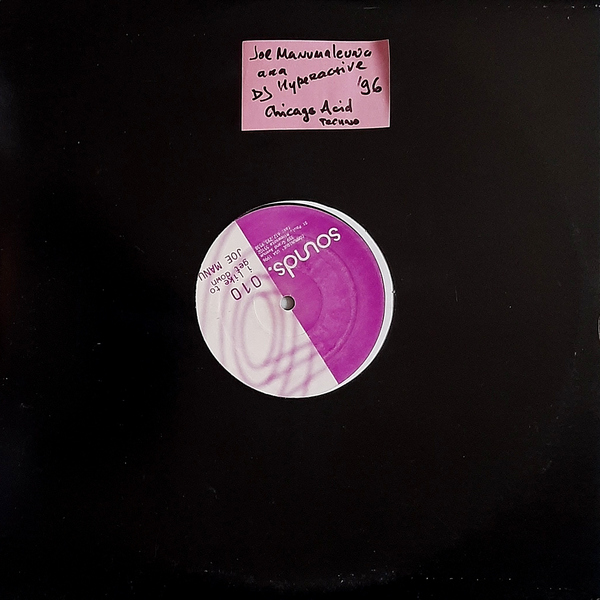 Joe Manumaleuna
aka
DJ Hyperactive
'96
Chicago Acid
Techno
sounds.
010
i like to
get down
JOE MANU